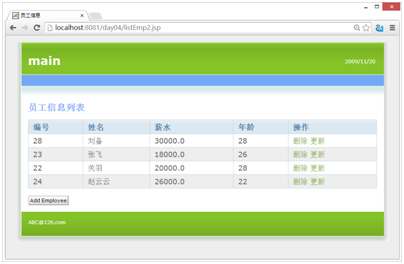 员工信息
localhost:8081/day04/listEmp2.jsp
main
2009/11/20
员工信息列表
编号 姓名 薪水 年龄 操作
28 刘备 30000.0 28 删除 更新
23 张飞 18000.0 26 删除 更新
22 关羽 20000.0 28 删除 更新
24 赵云云 26000.0 22 删除 更新
Add Employee
ABC@126.com